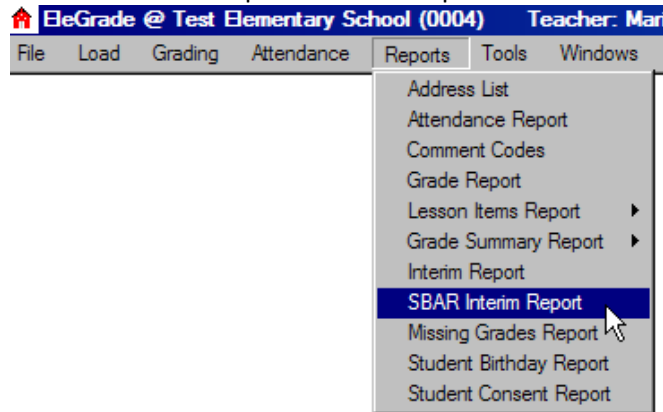 EleGrade @ Test Elementary School (0004) Teacher: Mar
File Load Grading Attendance Reports Tools Windows
Address List
Attendance Report
Comment Codes
Grade Report
Lesson Items Report
Grade Summary Report
Interim Report
SBAR Interim Report
Missing Grades Report
Student Birthday Report
Student Consent Report